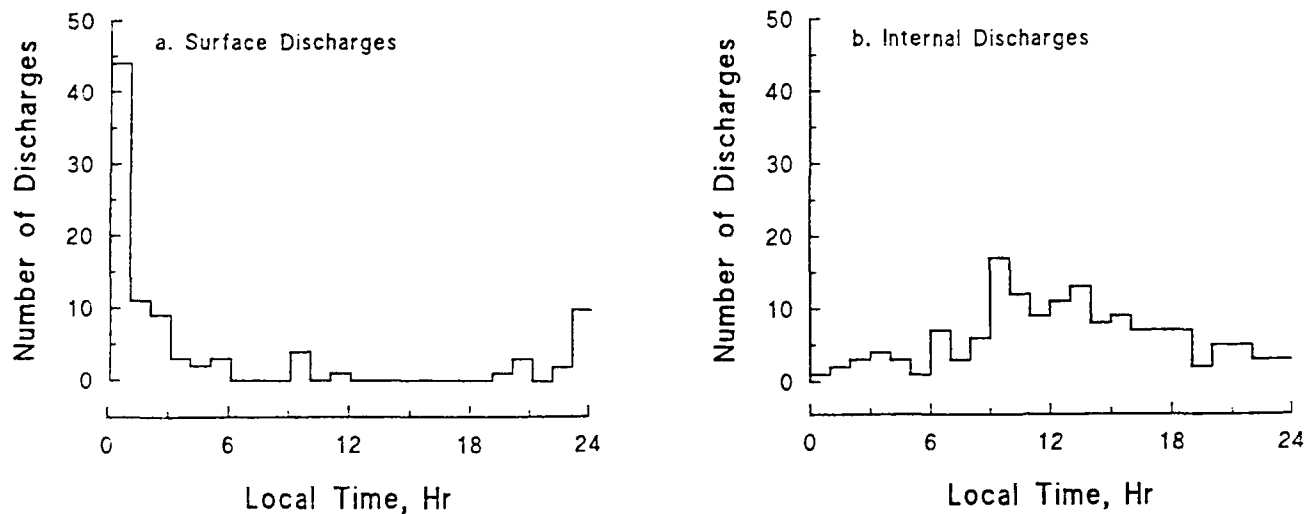 a. Surface Discharges
Number of Discharges
50
40
30
20
10
0
0 6 12 18 24
Local Time, Hr
b. Internal Discharges
Number of Discharges
50
40
30
20
10
0
0 6 12 18 24
Local Time, Hr